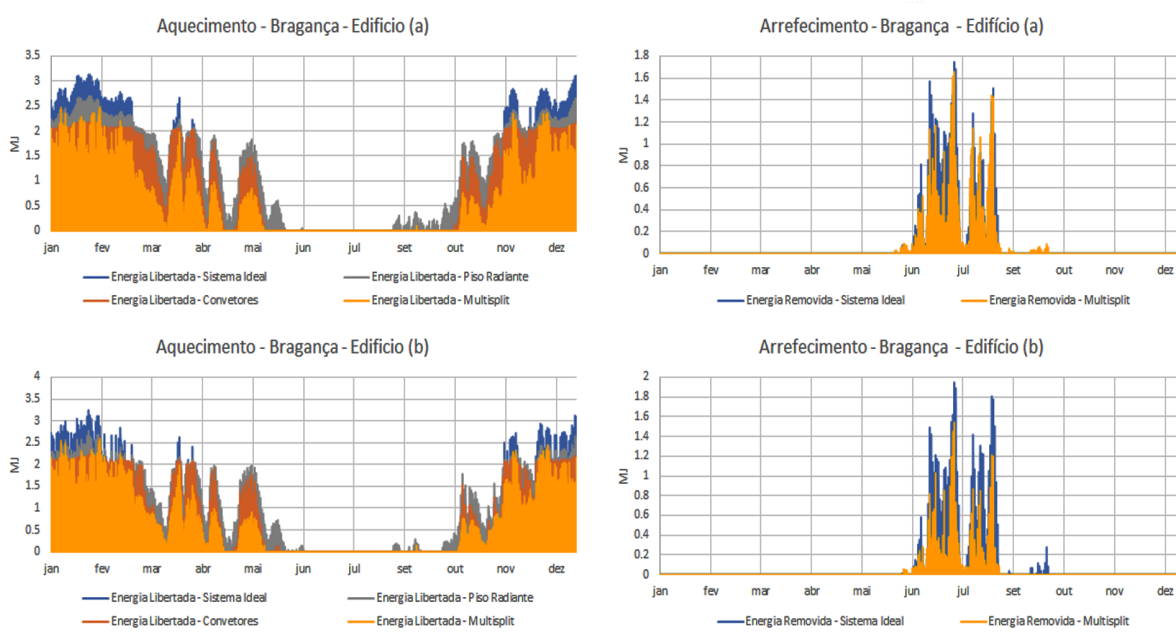 Aquecimento - Bragança - Edificio (a)
3.5
3
2.5
2
1.5
1
0.5
0
MJ
jan fev mar abr mai jun jul set out nov dez
Energia Libertada - Sistema Ideal Energia Libertada - Piso Radiante
Energia Libertada - Convetores Energia Libertada - Multisplit
Arrefecimento - Bragança - Edifício (a)
1.8
1.6
1.4
1.2
1
0.8
0.6
0.4
0.2
0
MJ
jan fev mar abr mai jun jul set out nov dez
Energia Removida - Sistema Ideal Energia Removida - Multisplit
Aquecimento - Bragança - Edificio (b)
4
3.5
3
2.5
2
1.5
1
0.5
0
MJ
jan fev mar abr mai jun jul set out nov dez
Energia Libertada - Sistema Ideal Energia Libertada - Piso Radiante
Energia Libertada - Convetores Energia Libertada - Multisplit
Arrefecimento - Bragança - Edifício (b)
2
1.8
1.6
1.4
1.2
1
0.8
0.6
0.4
0.2
0
MJ
jan fev mar abr mai jun jul set out nov dez
Energia Removida - Sistema Ideal Energia Removida - Multisplit